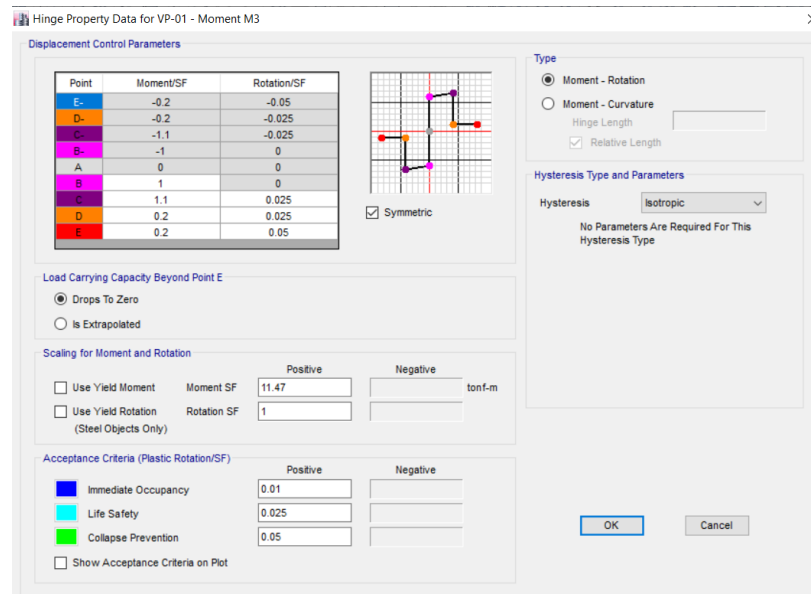 Hinge Property Data for VP-01 - Moment M3
Displacement Control Parameters
Point Moment/SF Rotation/SF
E- -0.2 -0.05
D- -0.2 -0.025
C- -1.1 -0.025
B- -1 0
A 0 0
B 1 0
C 1.1 0.025
D 0.2 0.025
E 0.2 0.05
Symmetric
Load Carrying Capacity Beyond Point E
Drops To Zero
Is Extrapolated
Scaling for Moment and Rotation
Positive Negative
Use Yield Moment Moment SF 11.47 tonf-m
Use Yield Rotation Rotation SF 1
(Steel Objects Only)
Acceptance Criteria (Plastic Rotation/SF)
Positive Negative
Immediate Occupancy 0.01
Life Safety 0.025
Collapse Prevention 0.05
Show Acceptance Criteria on Plot
Type
Moment - Rotation
Moment - Curvature
Hinge Length
Relative Length
Hysteresis Type and Parameters
Hysteresis Isotropic
No Parameters Are Required For This
Hysteresis Type
OK Cancel